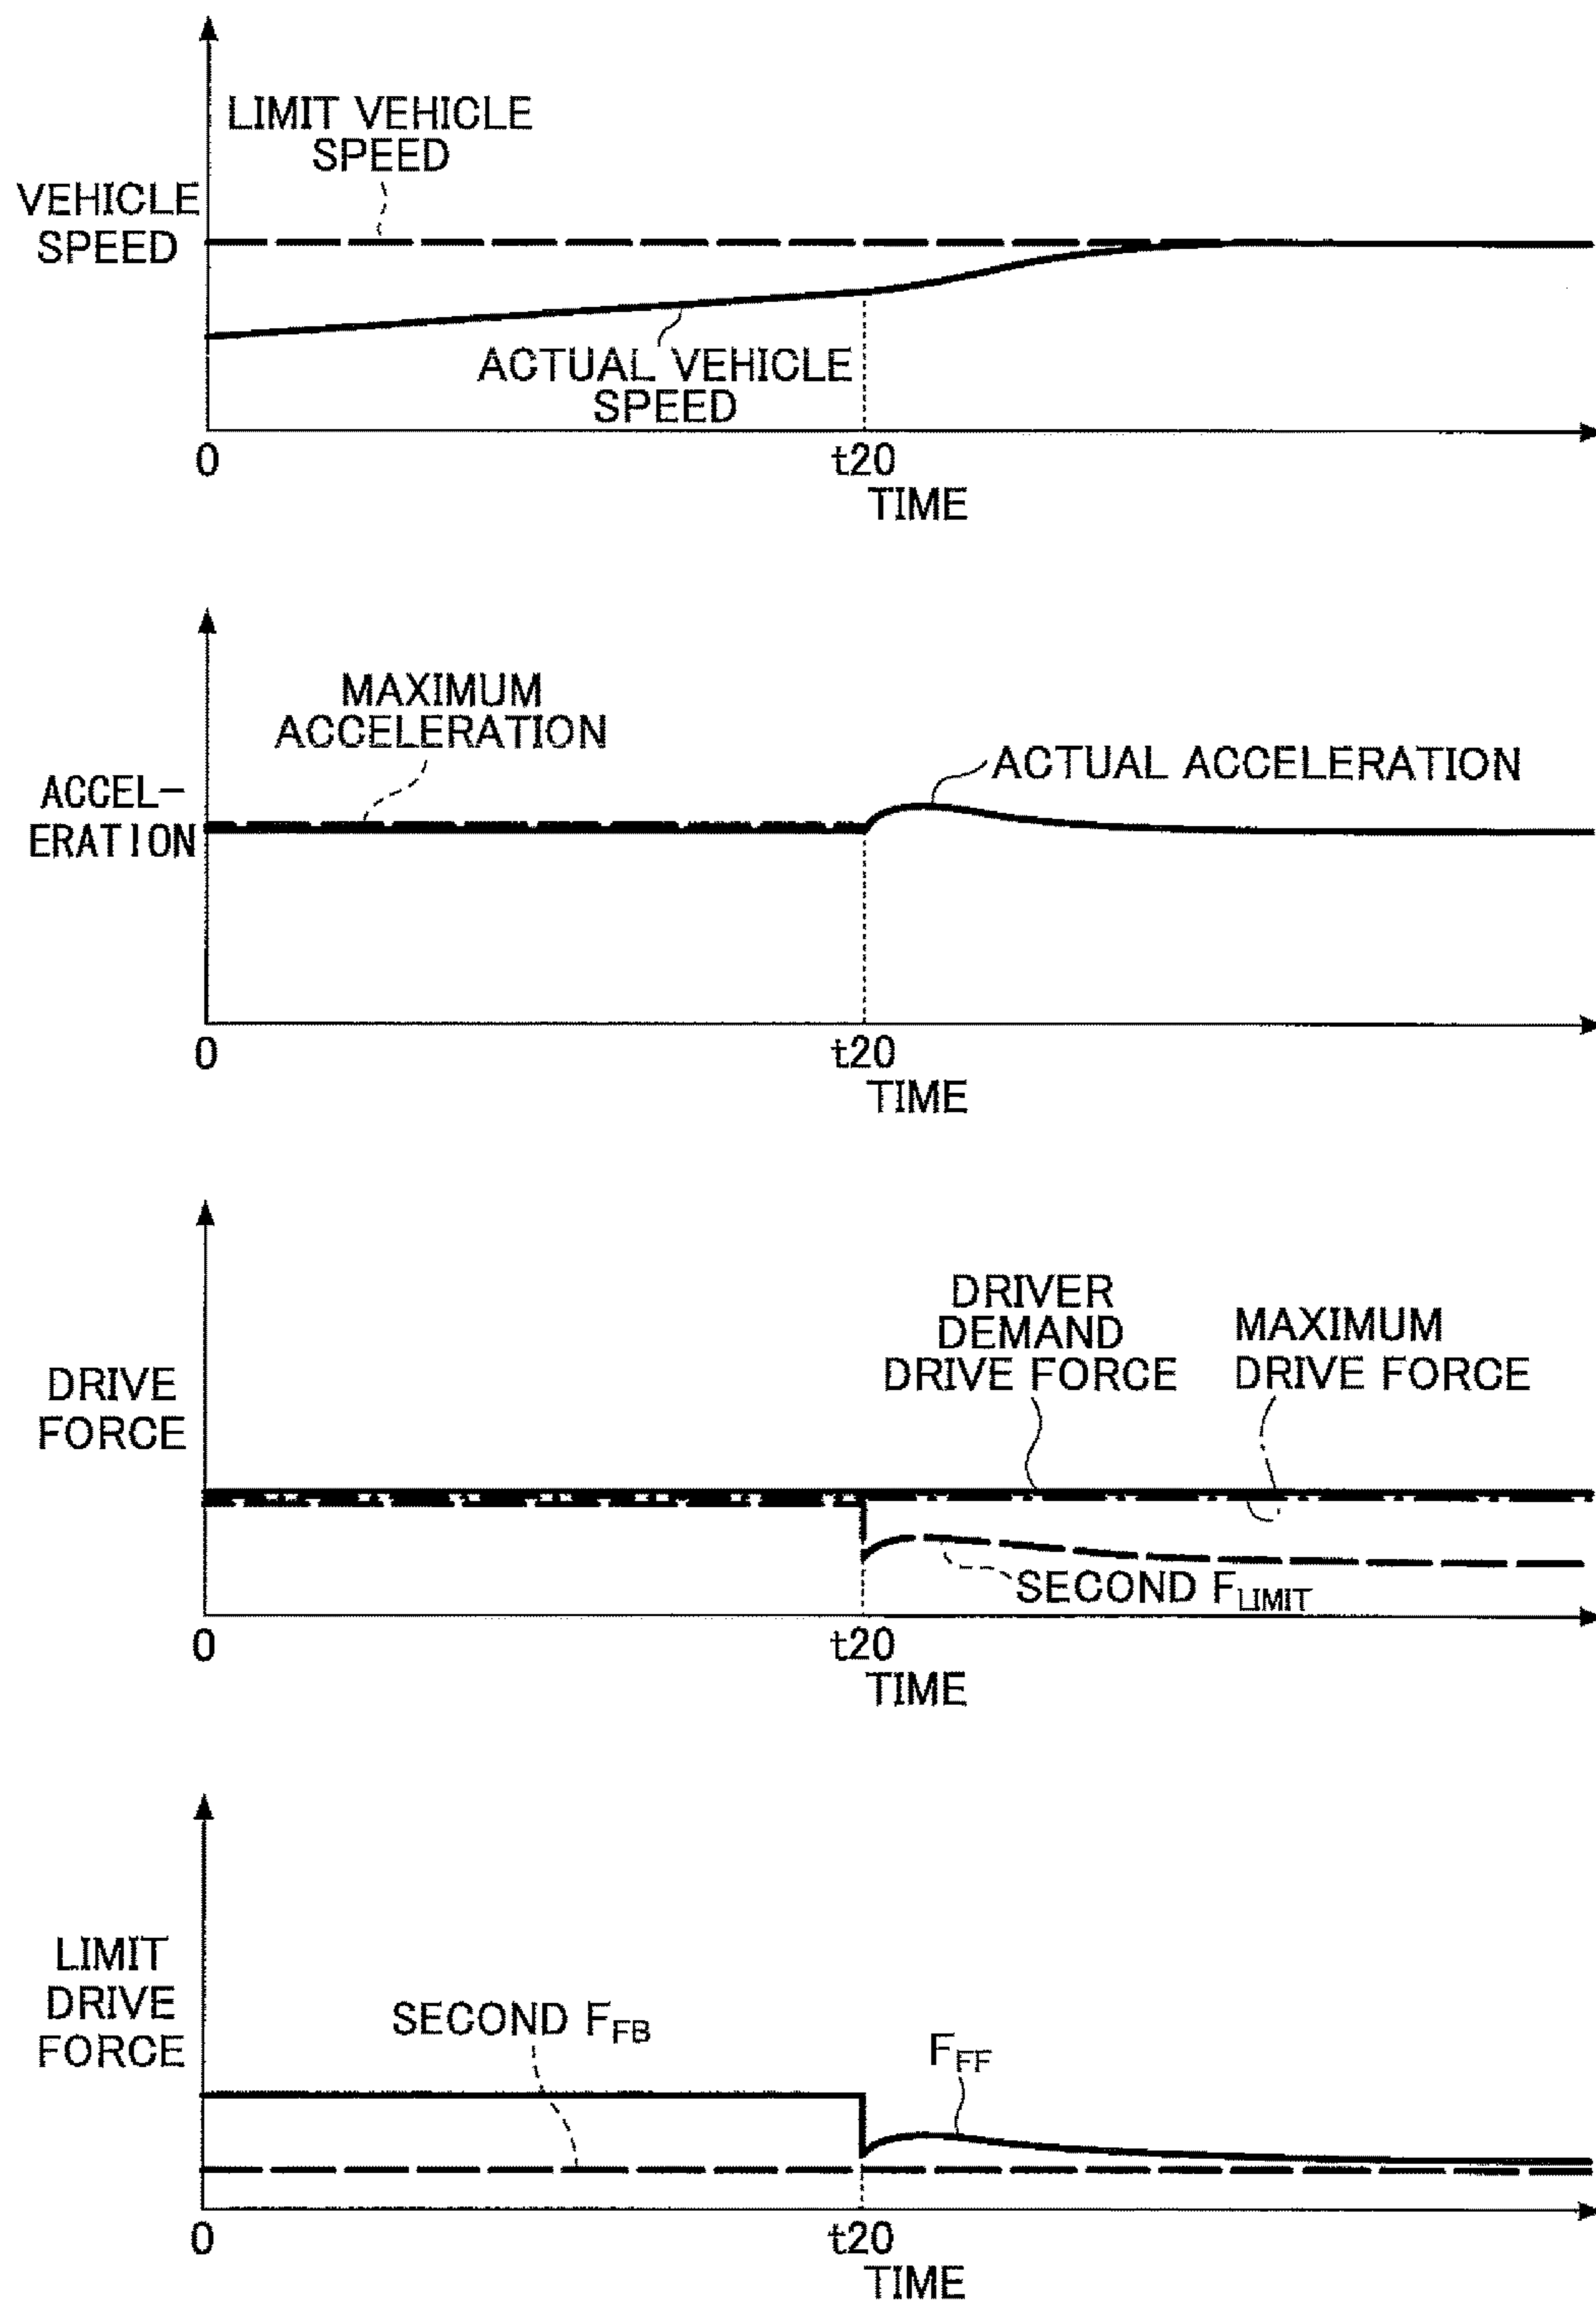 LIMIT VEHICLE
SPEED
VEHICLE
SPEED
ACTUAL VEHICLE
SPEED
0
t20
TIME
MAXIMUM
ACCELERATION
ACTUAL ACCELERATION
ACCEL-
ERATION
0
t20
TIME
DRIVER
DEMAND
DRIVE FORCE
MAXIMUM
DRIVE FORCE
DRIVE
FORCE
SECOND FLIMIT
0
t20
TIME
LIMIT
DRIVE
FORCE
SECOND FFB
FFF
0
t20
TIME